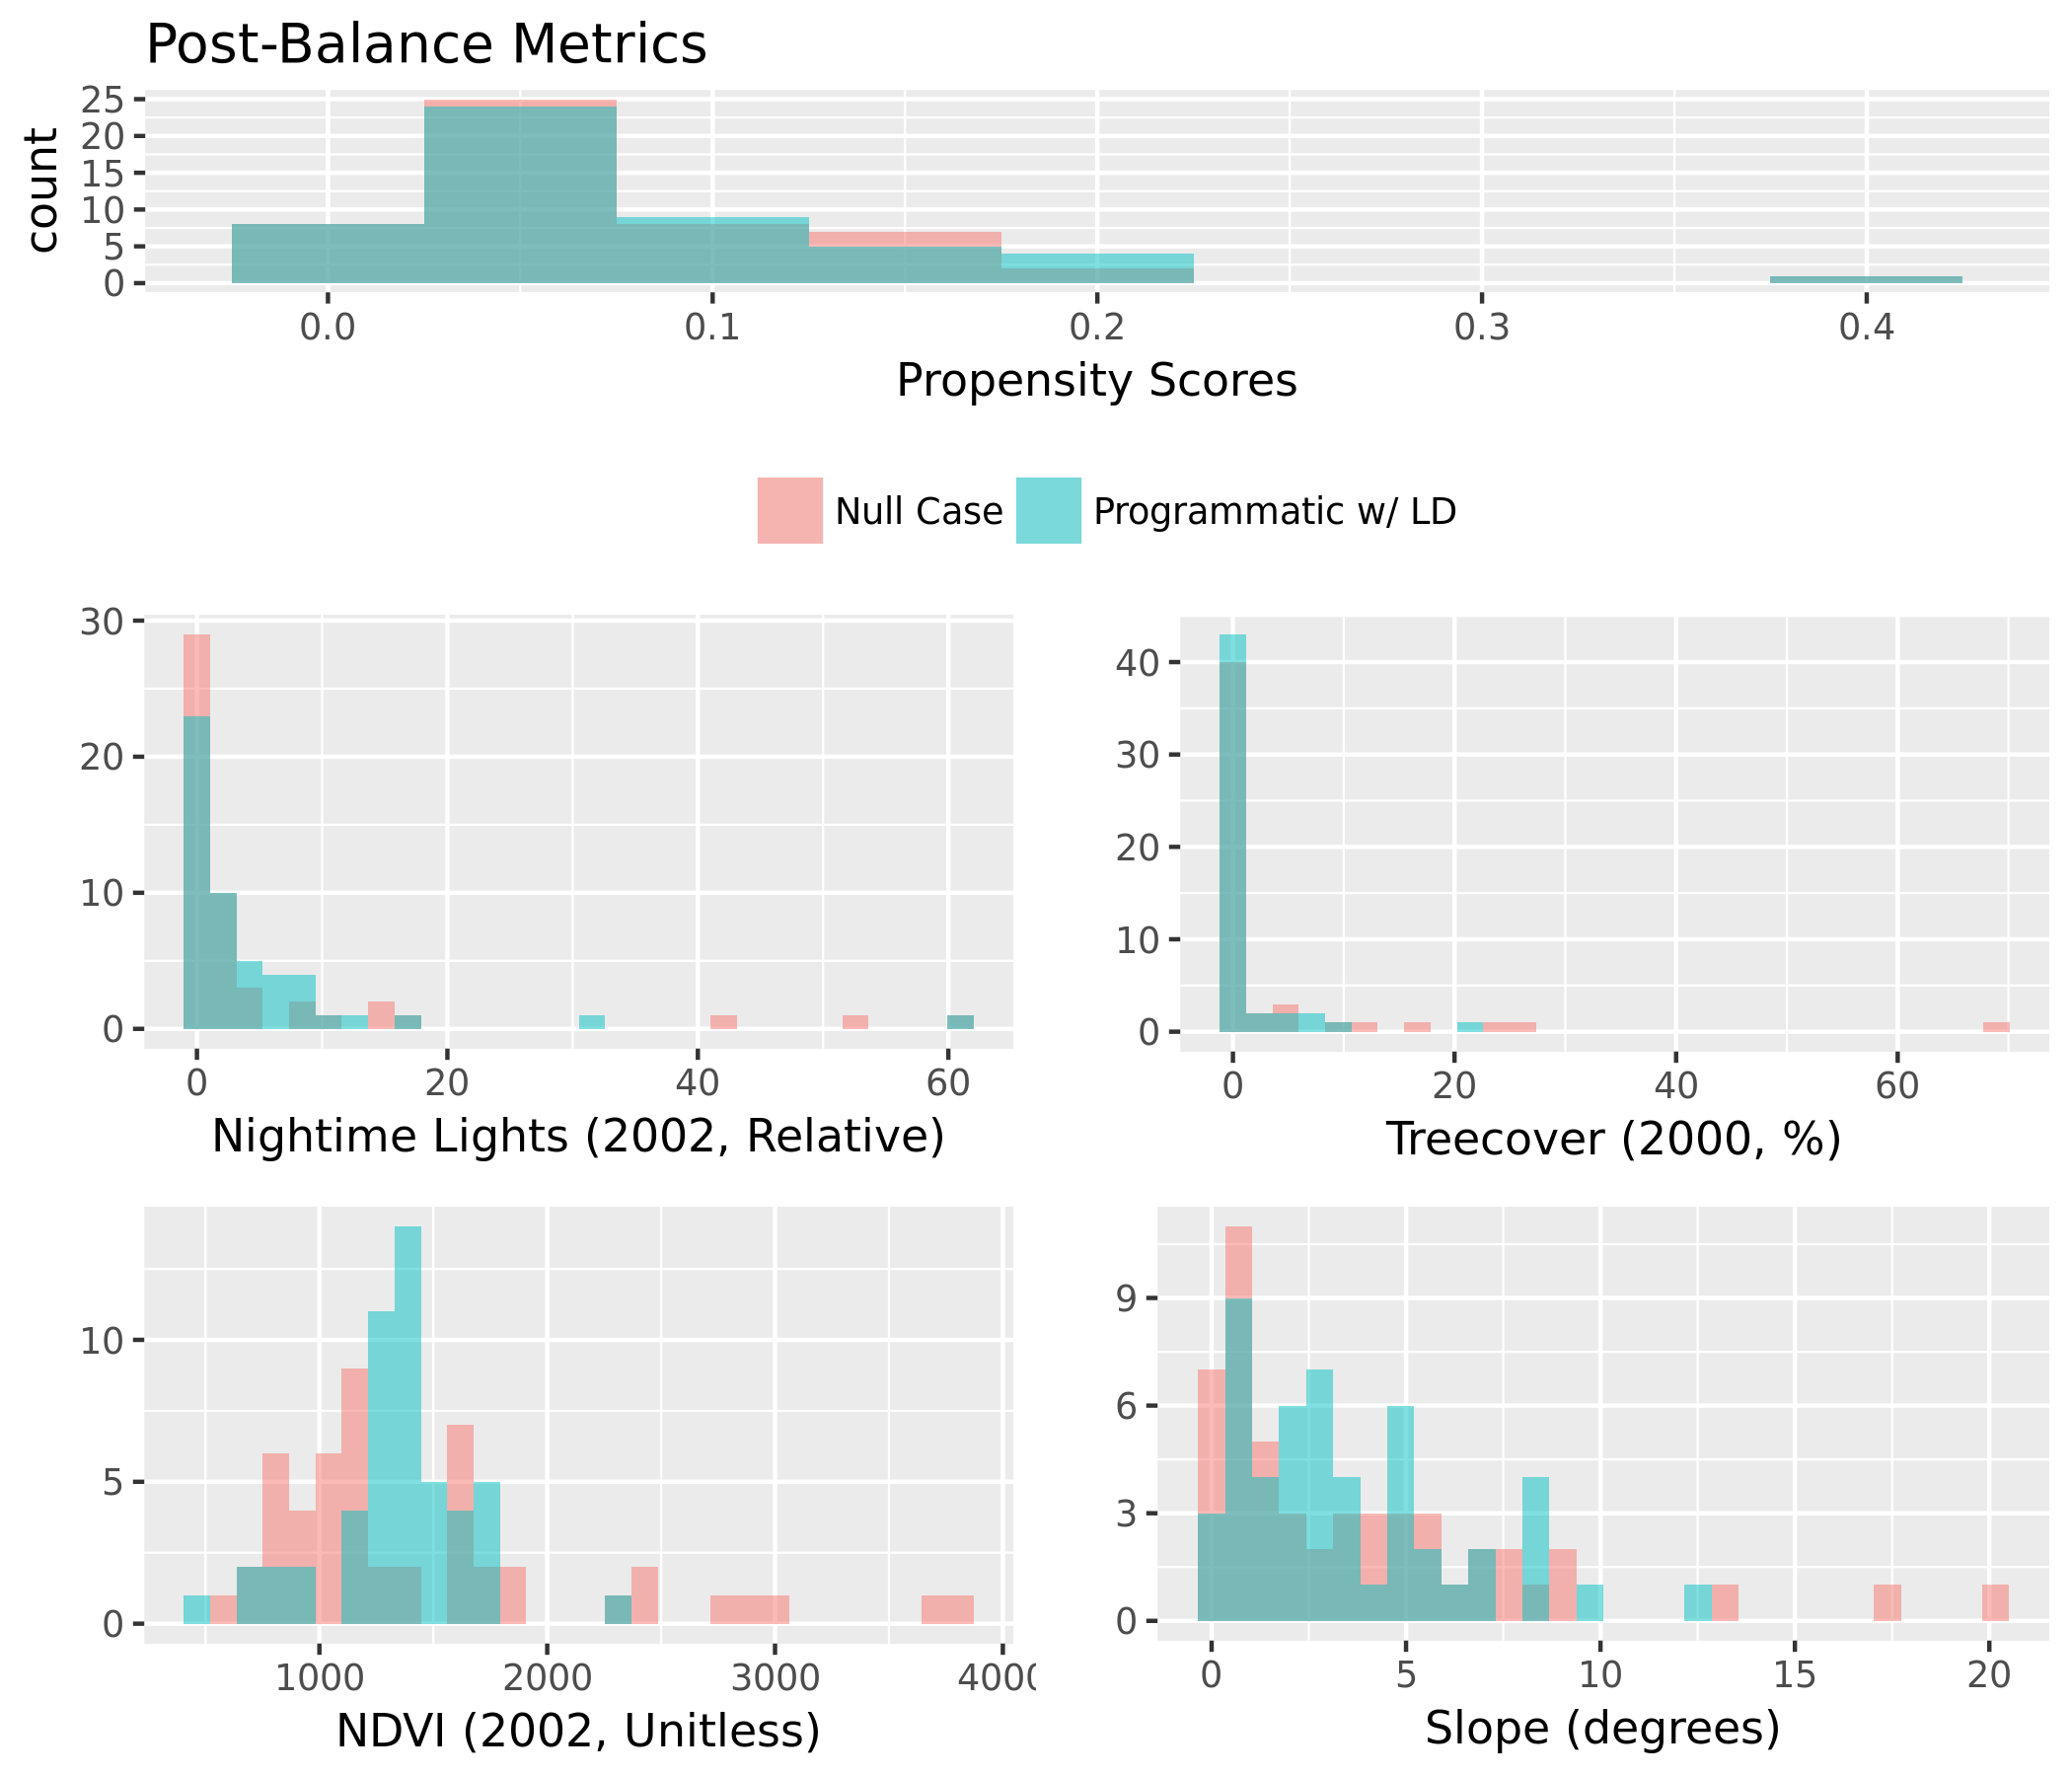 Post-Balance Metrics
count
25
20
15
10
5
0
0.0 0.1 0.2 0.3 0.4
Propensity Scores
Null Case Programmatic w/ LD
30
20
10
0
0 20 40 60
Nightime Lights (2002, Relative)
40
30
20
10
0
0 20 40 60
Treecover (2000, %)
10
5
0
1000 2000 3000 4000
NDVI (2002, Unitless)
9
6
3
0
0 5 10 15 20
Slope (degrees)